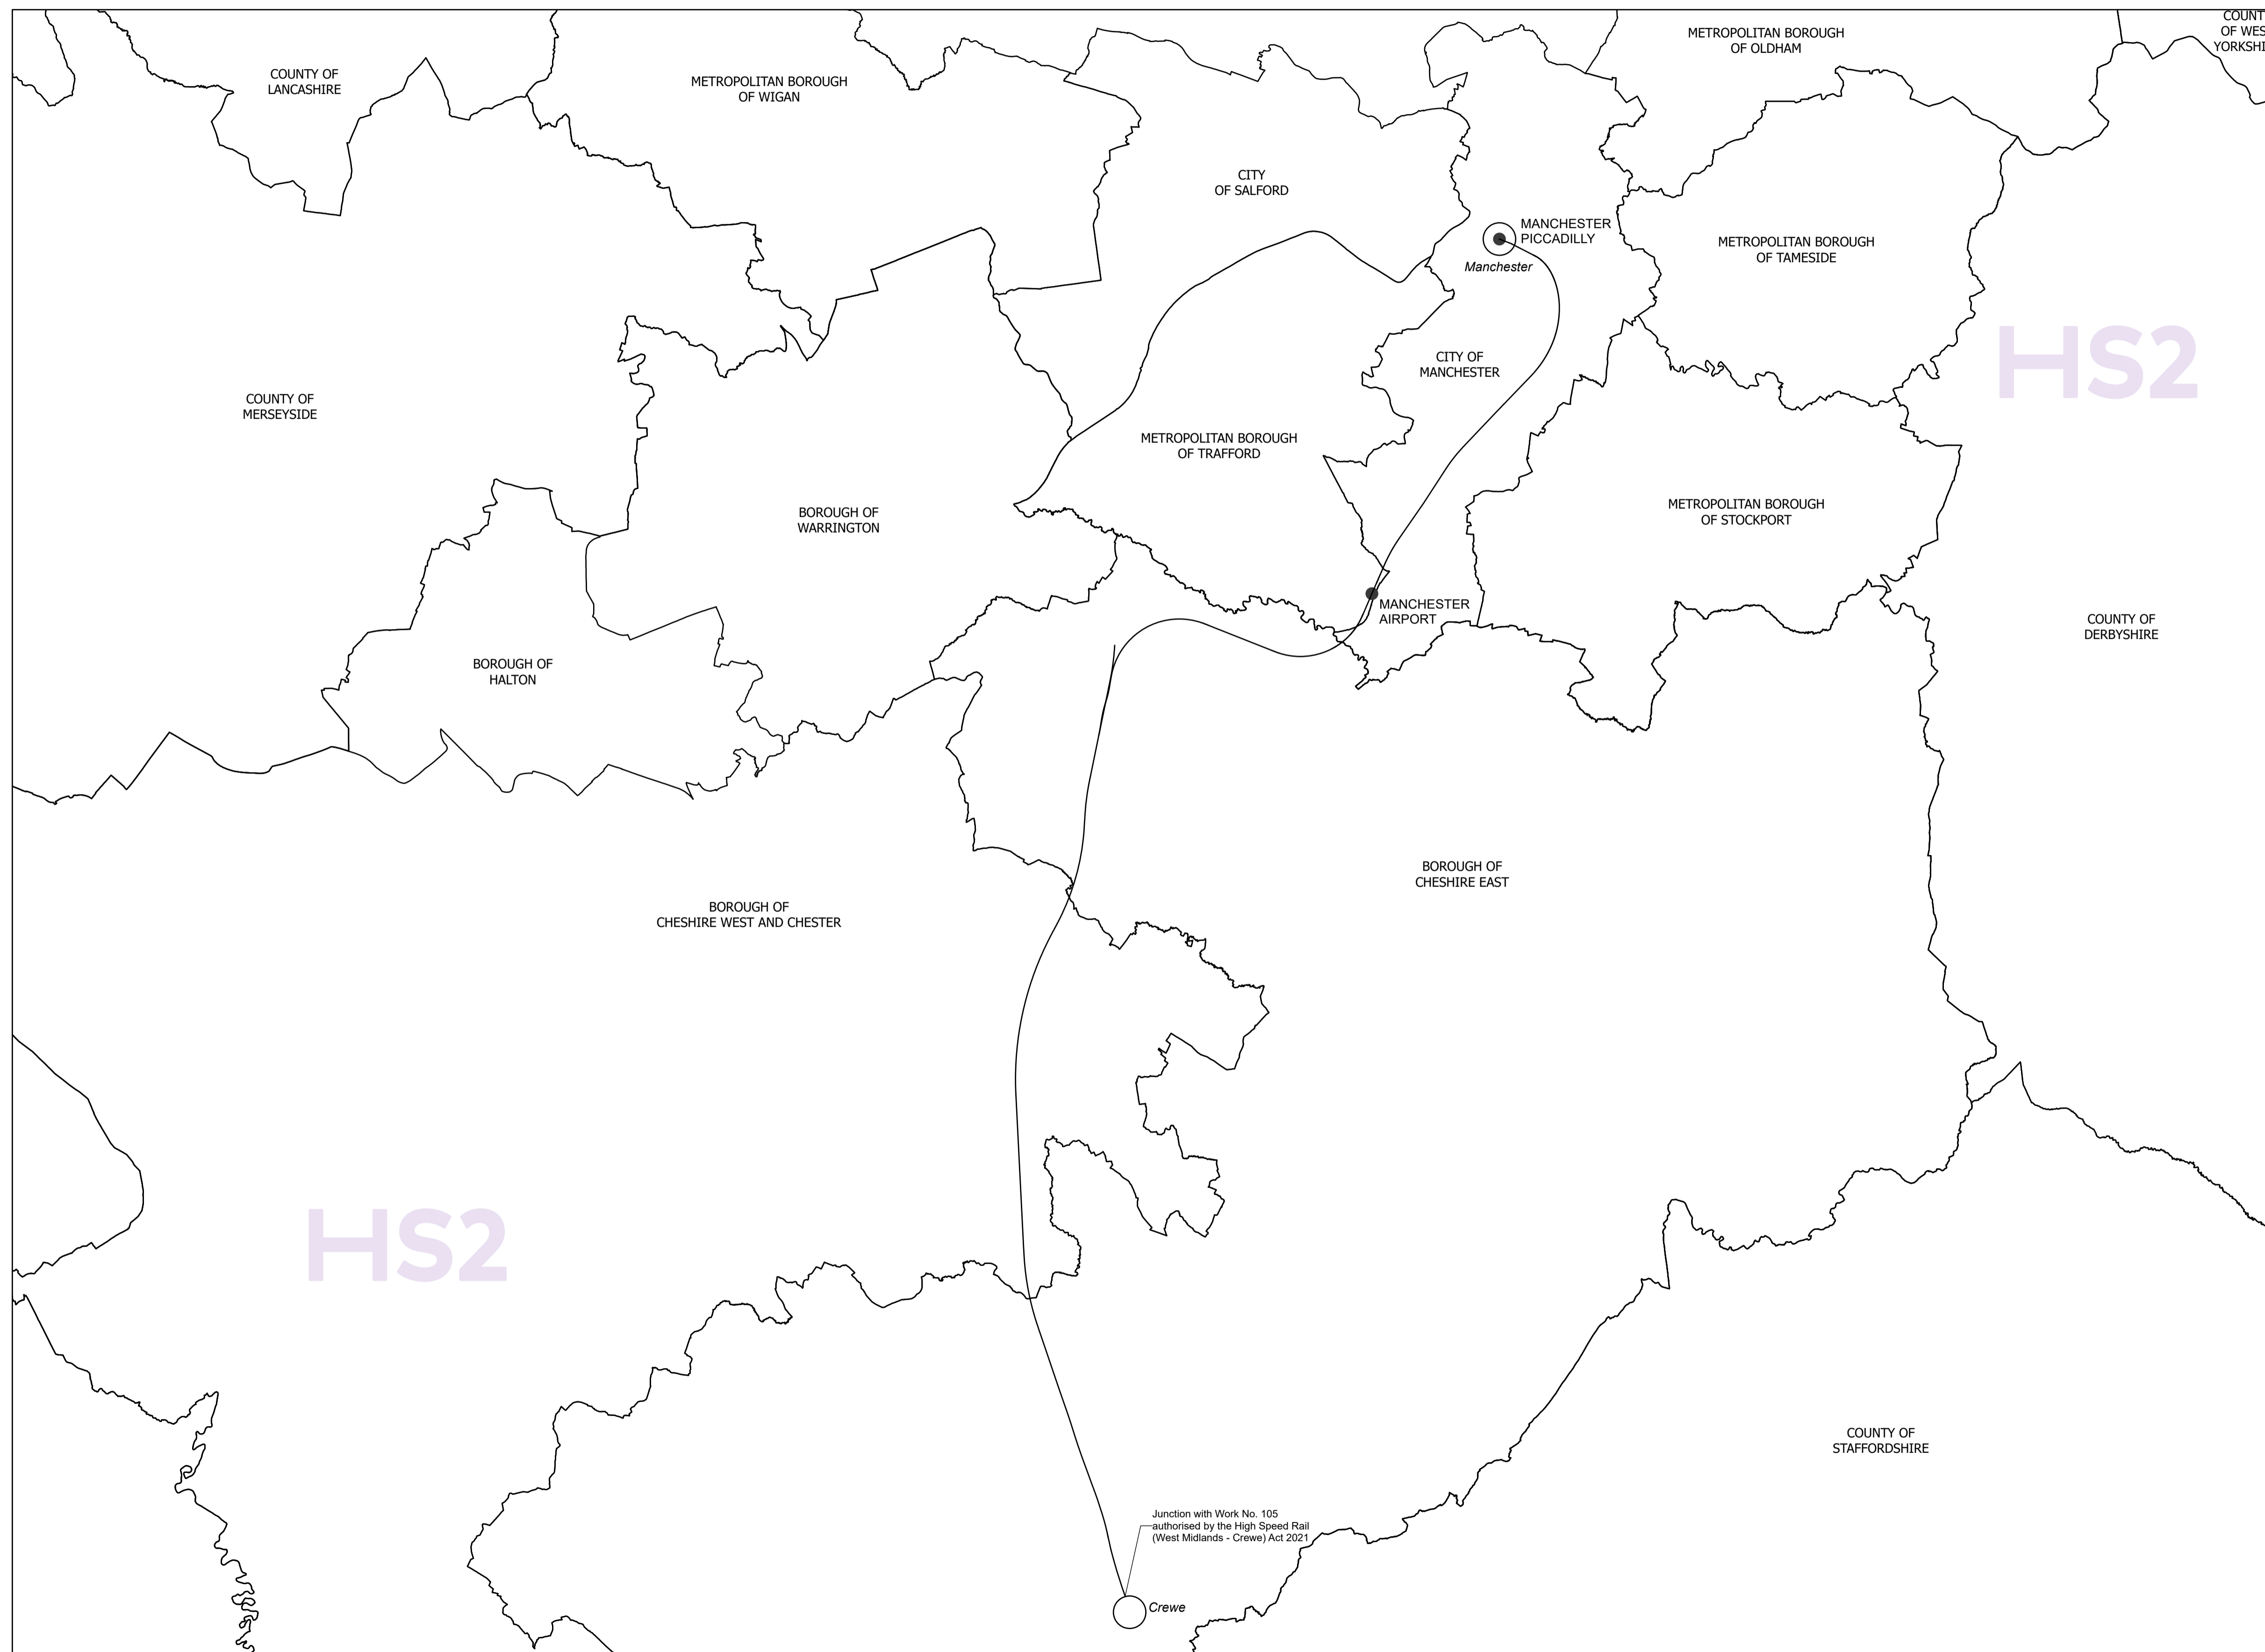 METROPOLITAN BOROUGH
OF OLDHAM
COUNT
OF WES
YORKSHI
COUNTY OF
LANCASHIRE
METROPOLITAN BOROUGH
OF WIGAN
CITY
OF SALFORD
MANCHESTER
PICCADILLY
Manchester
METROPOLITAN BOROUGH
OF TAMESIDE
HS2
CITY OF
MANCHESTER
COUNTY OF
MERSEYSIDE
METROPOLITAN BOROUGH
OF TRAFFORD
BOROUGH OF
WARRINGTON
METROPOLITAN BOROUGH
OF STOCKPORT
MANCHESTER
AIRPORT
COUNTY OF
DERBYSHIRE
BOROUGH OF
HALTON
BOROUGH OF
CHESHIRE EAST
BOROUGH OF
CHESHIRE WEST AND CHESTER
HS2
COUNTY OF
STAFFORDSHIRE
Junction with Work No. 105
authorised by the High Speed Rail
(West Midlands - Crewe) Act 2021
Crewe